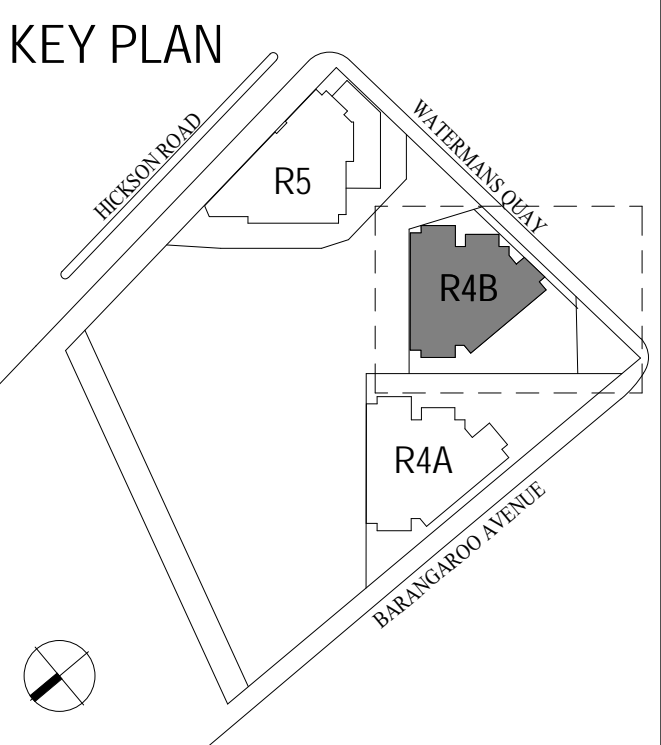 KEY PLAN
HICKSON ROAD
WATERMANS QUAY
R5
R4B
R4A
BARANGAROO AVENUE